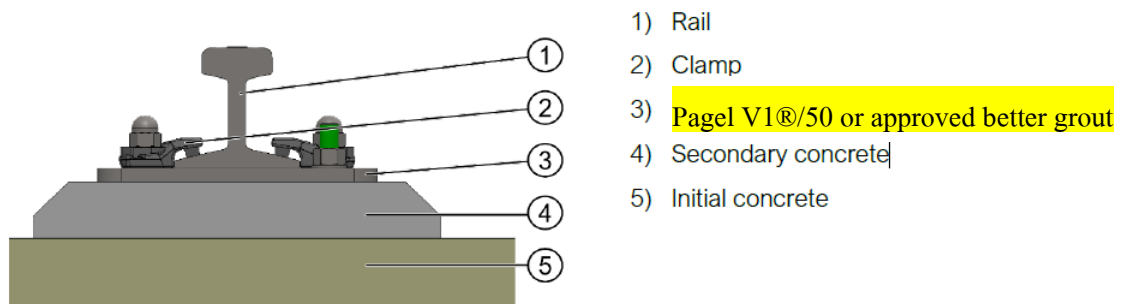 1
2
3
4
5
1) Rail
2) Clamp
3) Pagel V1®/50 or approved better grout
4) Secondary concrete
5) Initial concrete